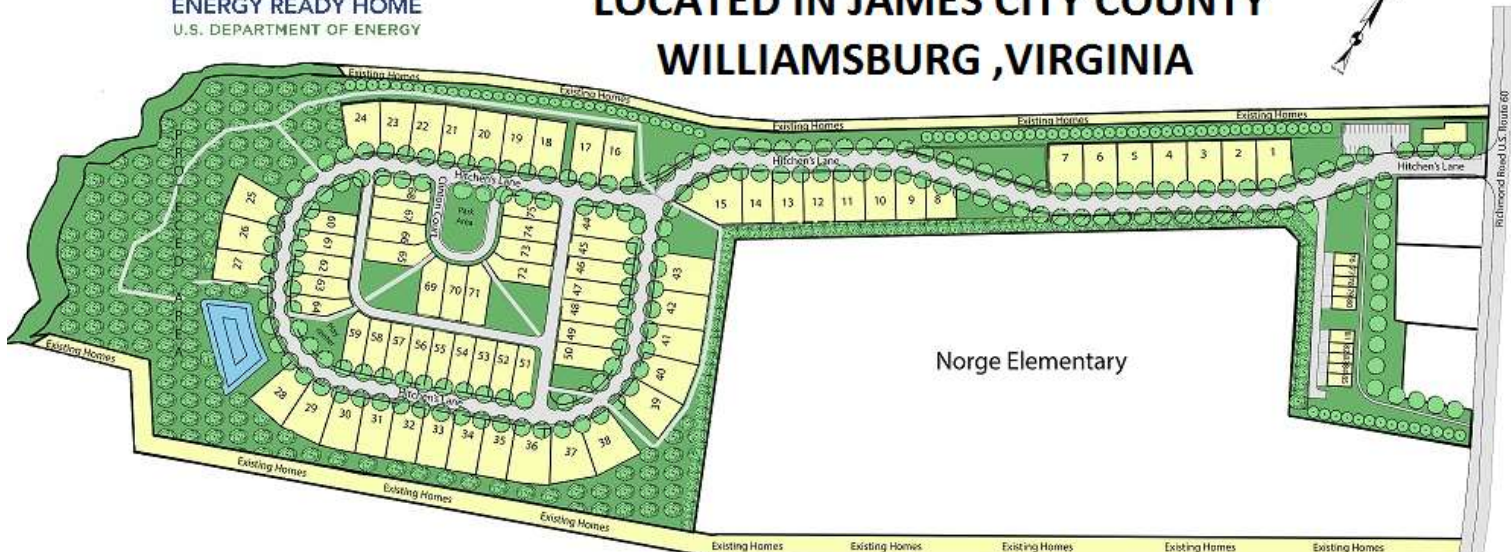 ENERGY READY HOME
U.S. DEPARTMENT OF ENERGY
LOCATED IN JAMES CITY COUNTY
WILLIAMSBURG ,VIRGINIA
Existing Homes
Existing Homes
Existing Homes
Existing Homes
Existing Homes
Richmond Road U.S. Route 60
24 23 22 21 20 19 18 17 16
Hitchen's Lane
7 6 5 4 3 2 1
Hitchen's Lane
Hitchen's Lane
PROTECTED AREA
25
26
27
15 14 13 12 11 10 9 8
60
61
62
63
64
68
67
66
65
Clinton Court
Park Area
75
74
73
72
69 70 71
44
45
46
47
48
49
50
43
42
41
40
39
59 58 57 56 55 54 53 52 51
Hitchen's Lane
28 29 30 31 32 33 34 35 36 37 38
Norge Elementary
Existing Homes
Existing Homes
Existing Homes
Existing Homes
Existing Homes
Existing Homes
Existing Homes
Existing Homes
Existing Homes